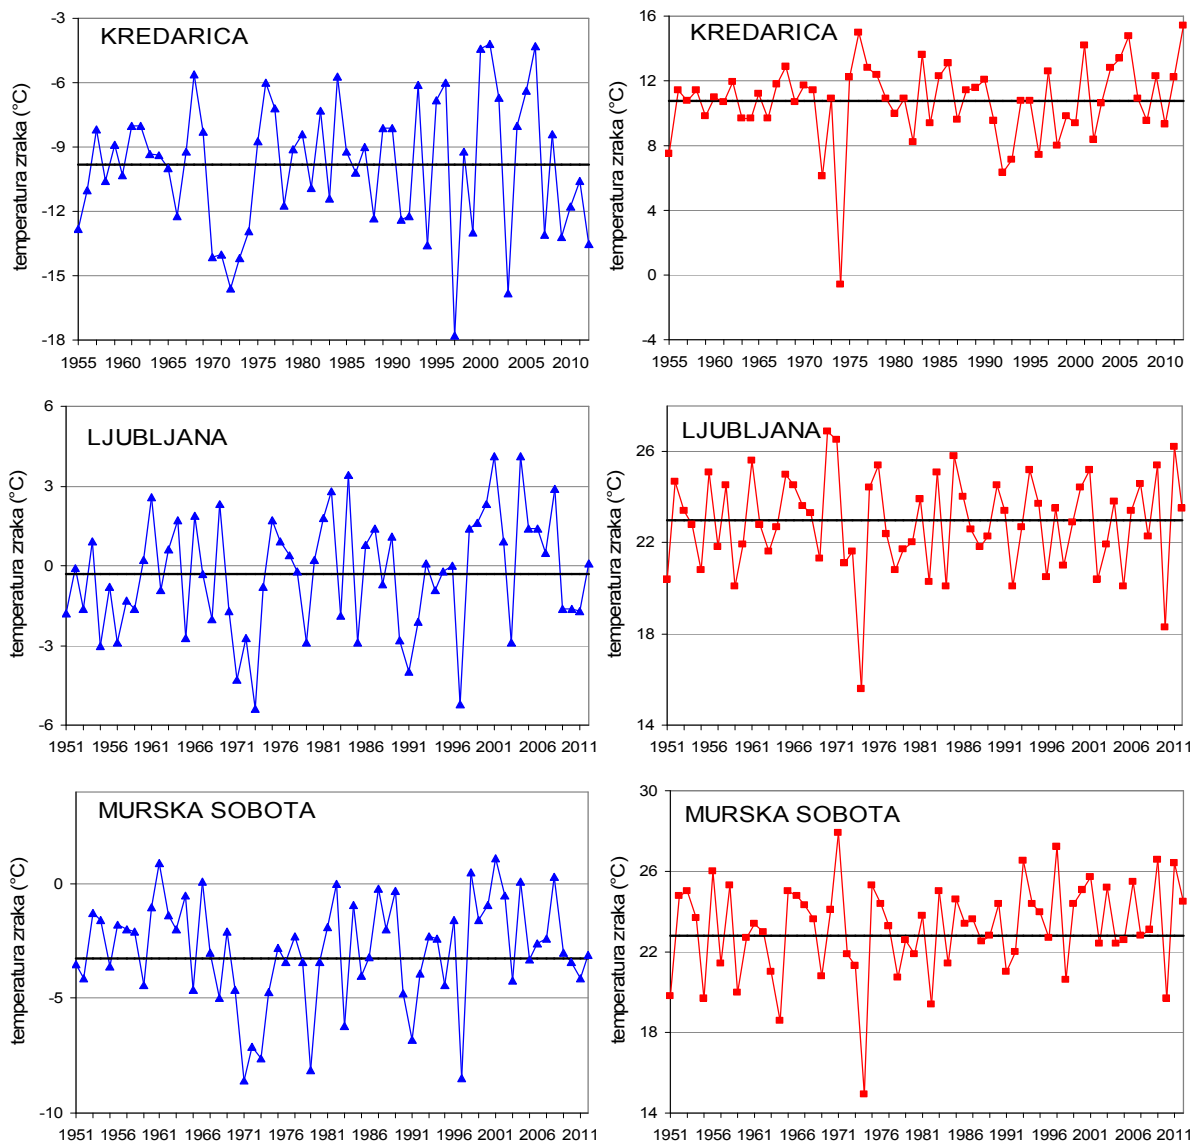 KREDARICA
temperatura zraka (°C)
-3
-6
-9
-12
-15
-18
1955 1960 1965 1970 1975 1980 1985 1990 1995 2000 2005 2010
KREDARICA
temperatura zraka (°C)
16
12
8
4
0
-4
1955 1960 1965 1970 1975 1980 1985 1990 1995 2000 2005 2010
LJUBLJANA
temperatura zraka (°C)
6
3
0
-3
-6
1951 1956 1961 1966 1971 1976 1981 1986 1991 1996 2001 2006 2011
LJUBLJANA
temperatura zraka (°C)
26
22
18
14
1951 1956 1961 1966 1971 1976 1981 1986 1991 1996 2001 2006 2011
MURSKA SOBOTA
temperatura zraka (°C)
0
-5
-10
1951 1956 1961 1966 1971 1976 1981 1986 1991 1996 2001 2006 2011
MURSKA SOBOTA
temperatura zraka (°C)
30
26
22
18
14
1951 1956 1961 1966 1971 1976 1981 1986 1991 1996 2001 2006 2011